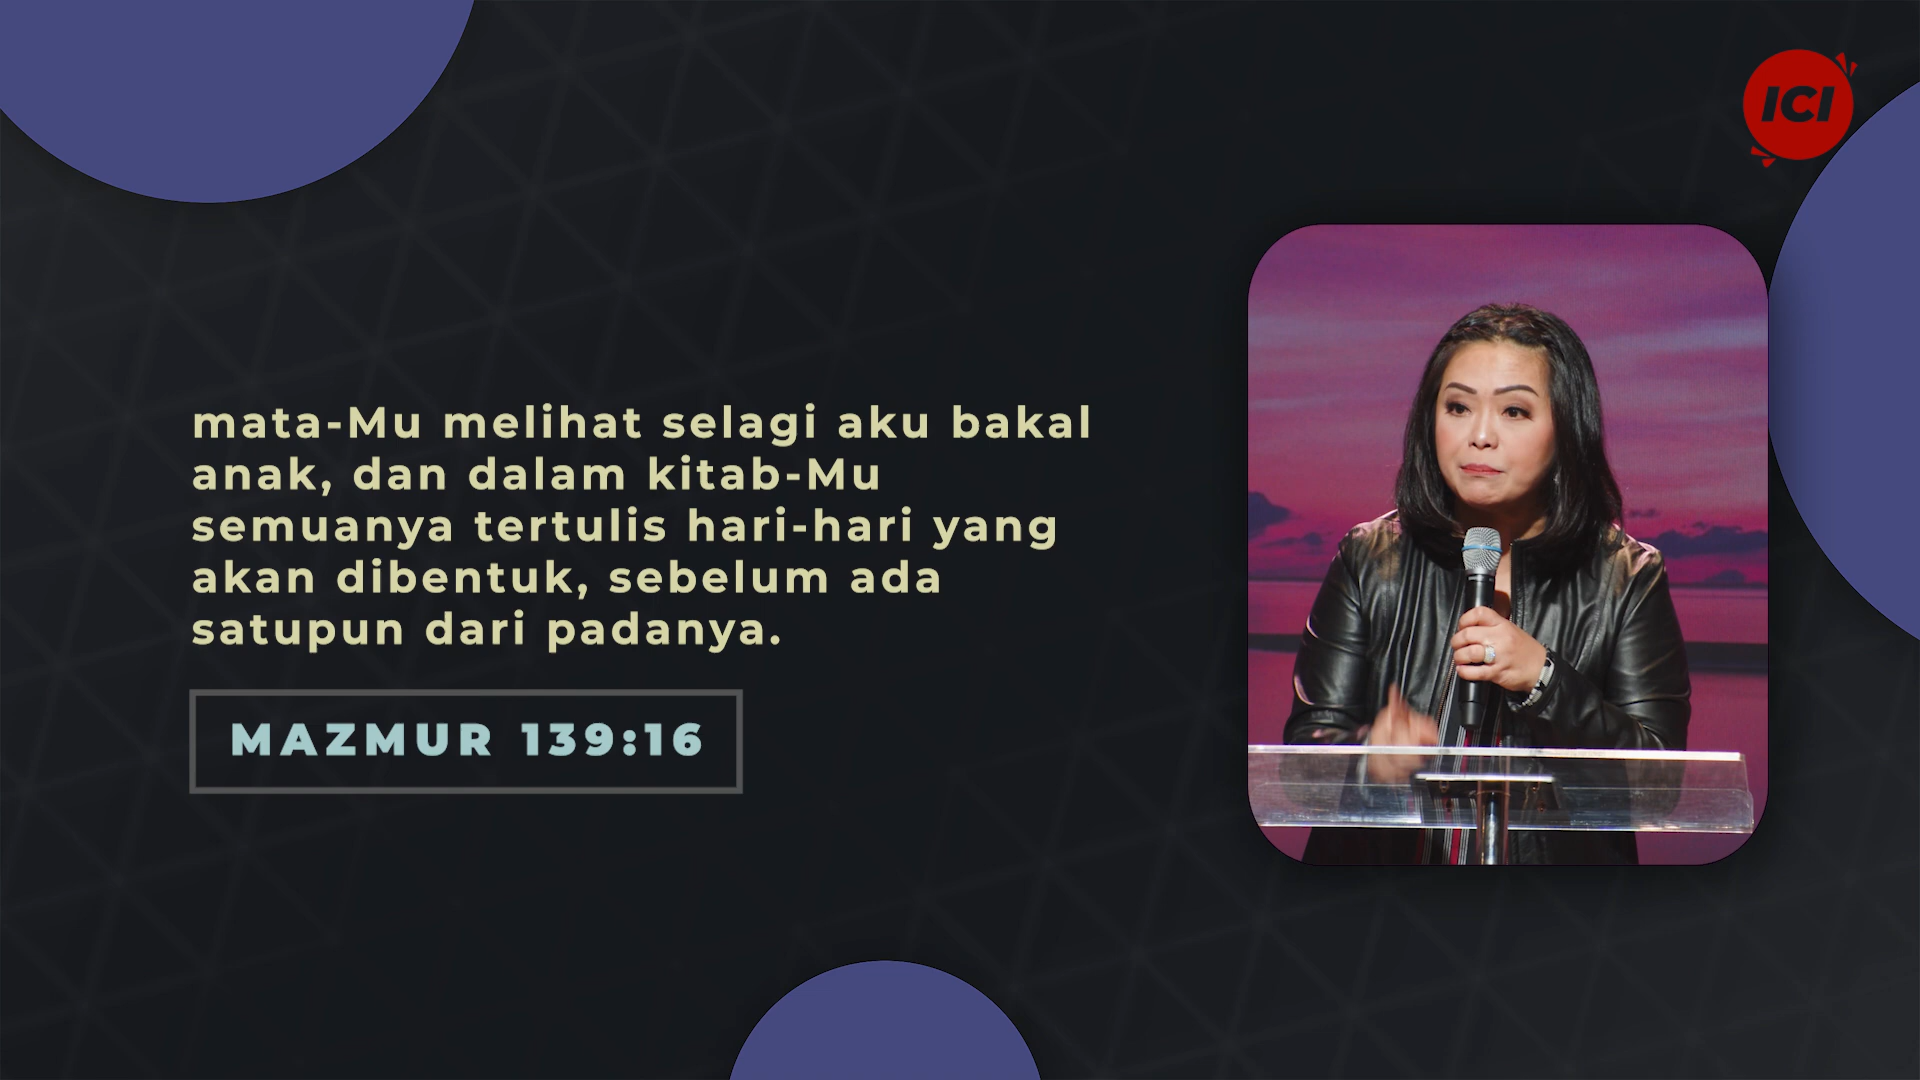 ICI
mata-Mu melihat selagi aku bakal
anak, dan dalam kitab-Mu
semuanya tertulis hari-hari yang
akan dibentuk, sebelum ada
satupun dari padanya.
MAZMUR 139:16